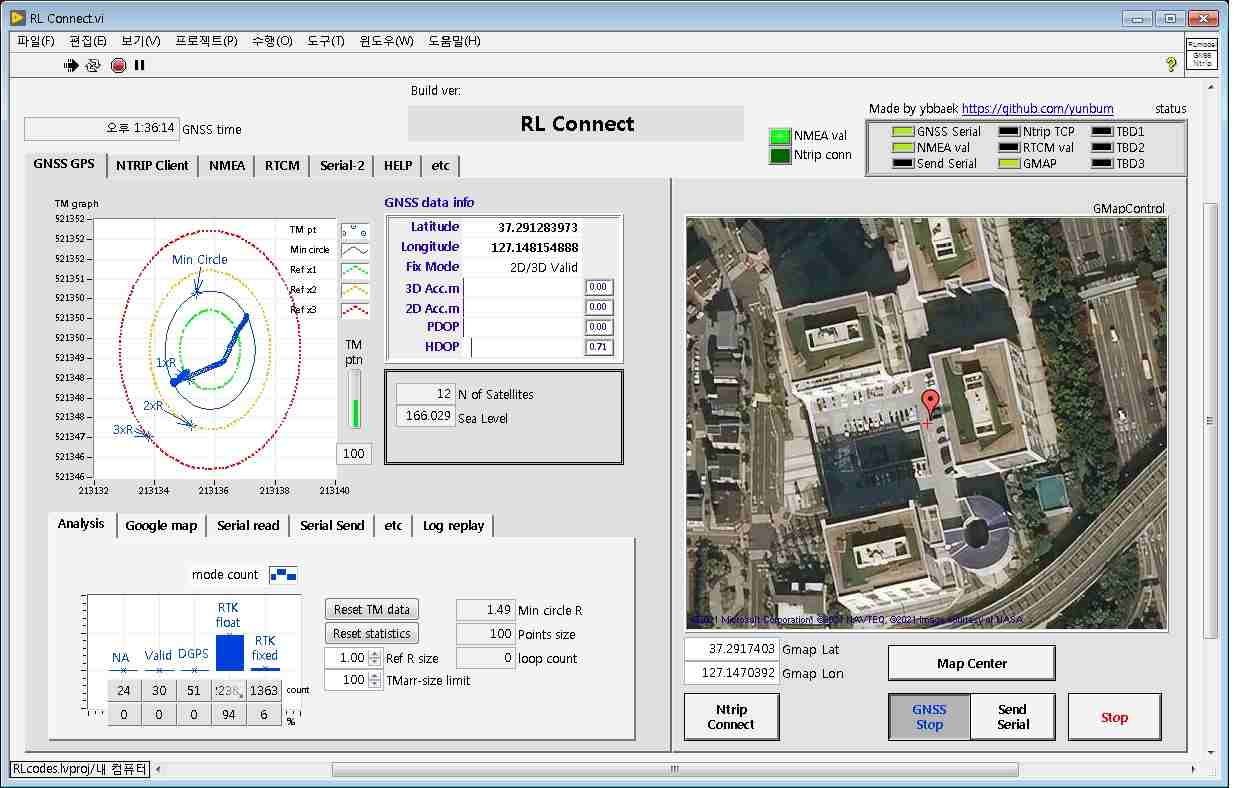 RL Connect.vi
파일(F) 편집(E) 보기(V) 프로젝트(P) 수행(O) 도구(T) 윈도우(W) 도움말(H)
RLmode
GNSS
Ntrip
Build ver:
RL Connect
오후 1:36:14 GNSS time
Made by ybbaek https://github.com/yunbum status
NMEA val
Ntrip conn
GNSS Serial Ntrip TCP TBD1
NMEA val RTCM val TBD2
Send Serial GMAP TBD3
GNSS GPS NTRIP Client NMEA RTCM Serial-2 HELP etc
TM graph
521352
521352
521352
521351
521350
521350
521349
521348
521348
521348
521347
521346
521346
213132 213134 213136 213138 213140
Min Circle
1xR
2xR
3xR
TM pt
Min circle
Ref x1
Ref x2
Ref x3
TM
ptn
100
GNSS data info
Latitude 37.291283973
Longitude 127.148154888
Fix Mode 2D/3D Valid
3D Acc.m 0.00
2D Acc.m 0.00
PDOP 0.00
HDOP 0.71
12 N of Satellites
166.029 Sea Level
GMapControl
©2021 Microsoft Corporation, ©2021 NAVTEQ, ©2021 Image courtesy of NASA
Analysis Google map Serial read Serial Send etc Log replay
mode count
NA Valid DGPS RTK float RTK fixed
24 30 51 1363 count
0 0 0 94 6 %
Reset TM data
Reset statistics
1.00 Ref R size
100 TMarr-size limit
1.49 Min circle R
100 Points size
0 loop count
37.2917403 Gmap Lat
127.1470392 Gmap Lon
Map Center
Ntrip
Connect
GNSS
Stop
Send
Serial
Stop
RLcodes.lvproj/내 컴퓨터